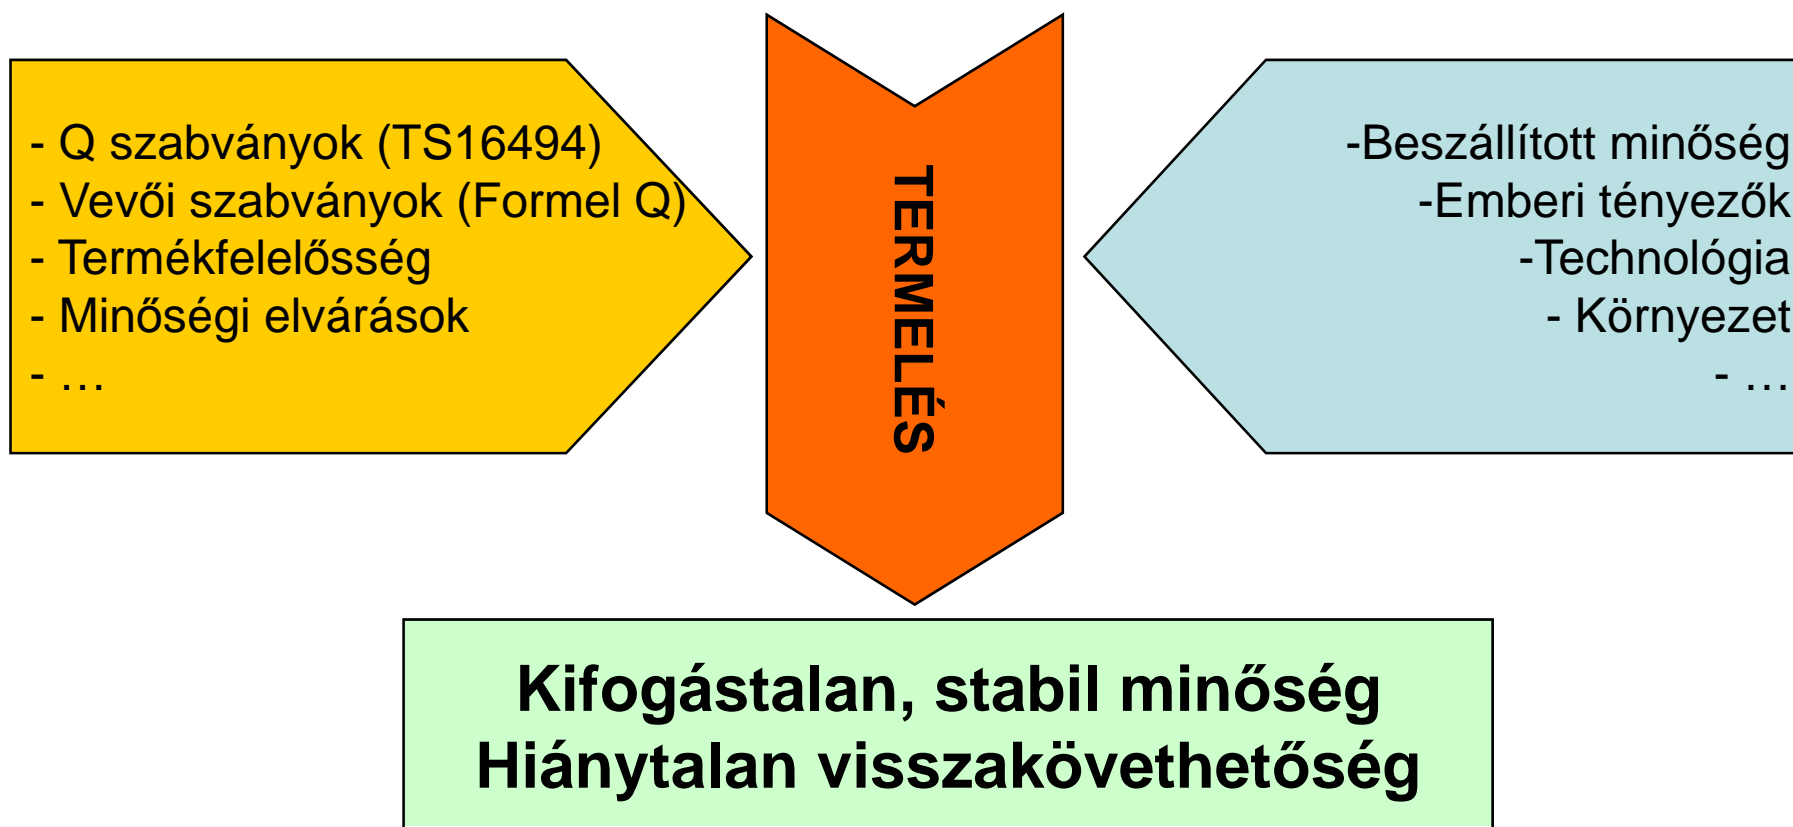 - Q szabványok (TS16494)
- Vevői szabványok (Formel Q)
- Termékfelelősség
- Minőségi elvárások
- …
TERMELÉS
-Beszállított minőség
-Emberi tényezők
-Technológia
- Környezet
- …
Kifogástalan, stabil minőség
Hiánytalan visszakövethetőség